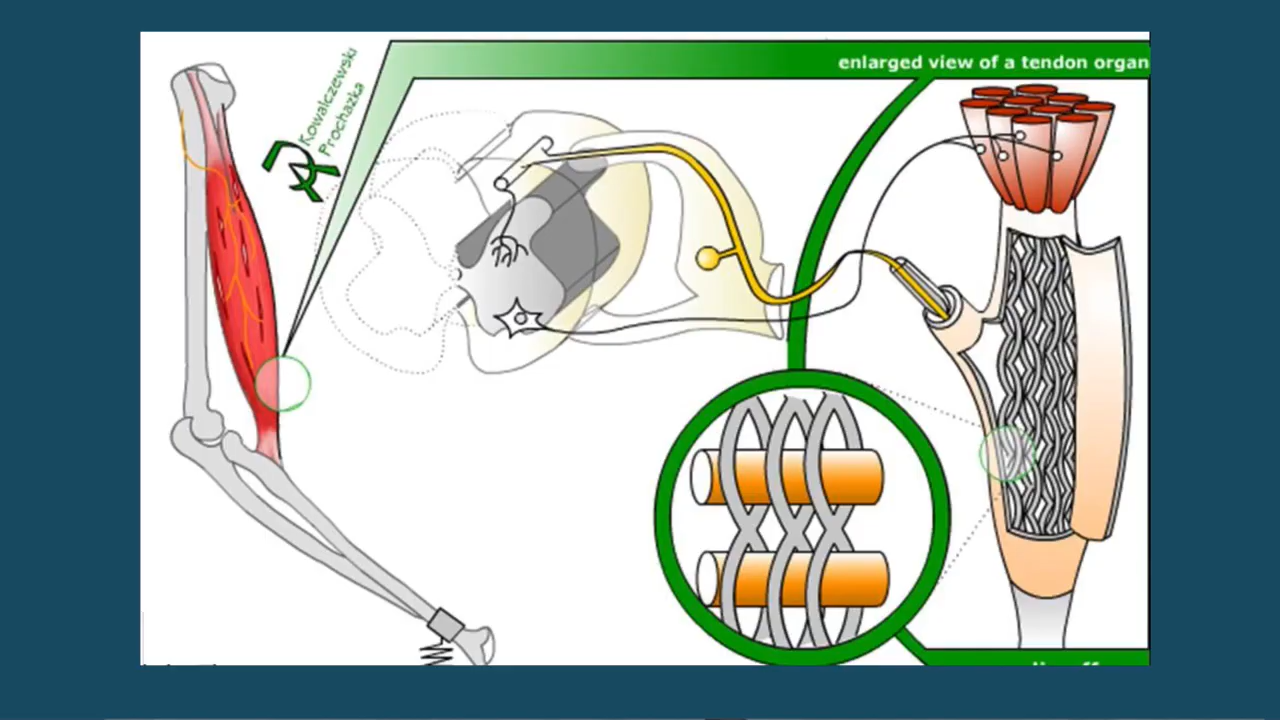 enlarged view of a tendon organ
Kowalczewski
Prochazka